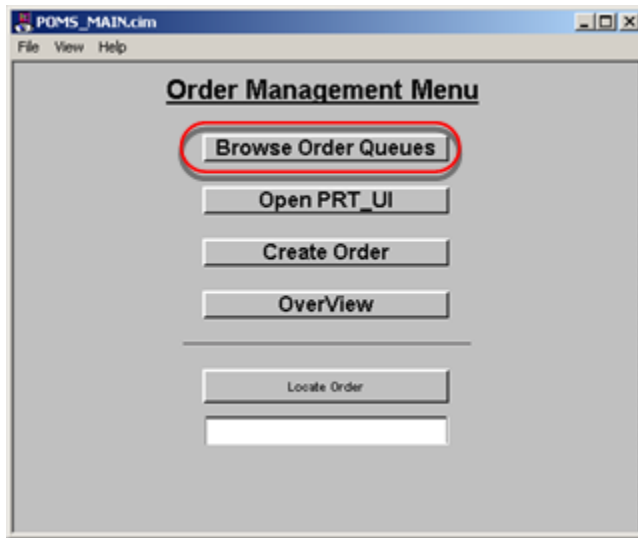 POMS_MAIN.cim
File View Help
Order Management Menu
Browse Order Queues
Open PRT_UI
Create Order
OverView
Locate Order